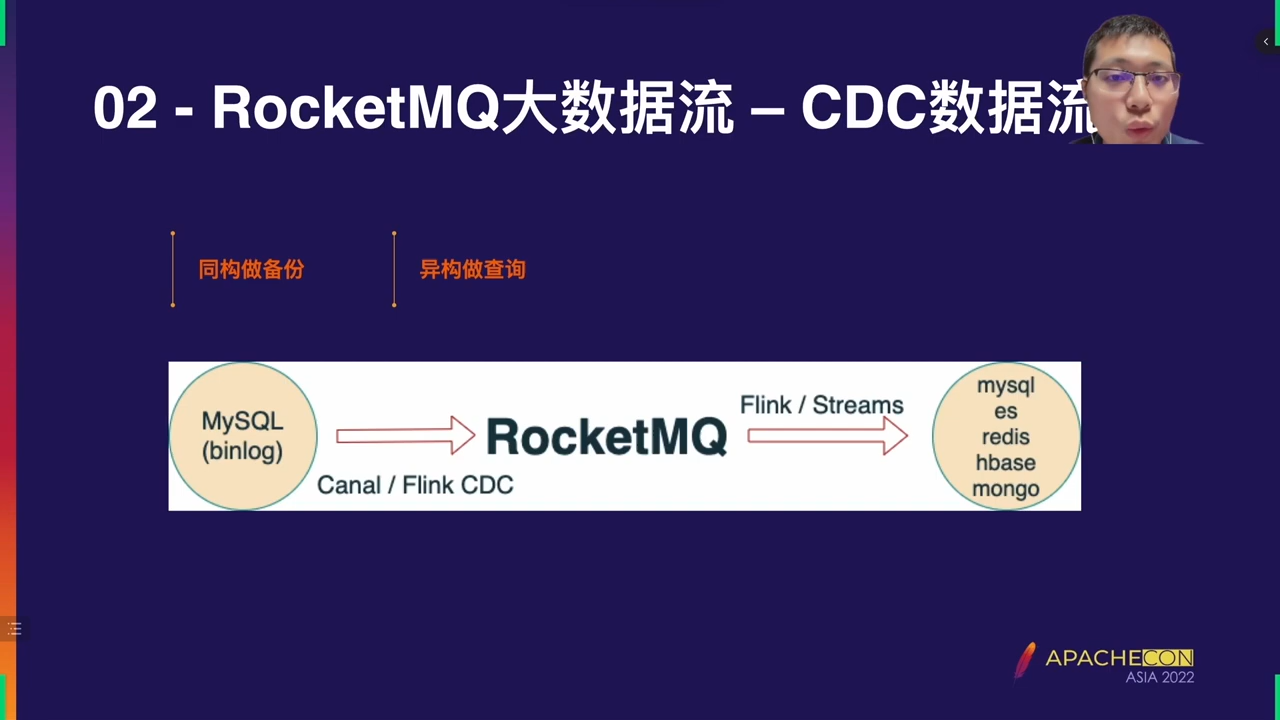 02 - RocketMQ大数据流 – CDC数据流
同构做备份
异构做查询
MySQL
(binlog)
Canal / Flink CDC
RocketMQ
Flink / Streams
mysql
es
redis
hbase
mongo
APACHECON
ASIA 2022